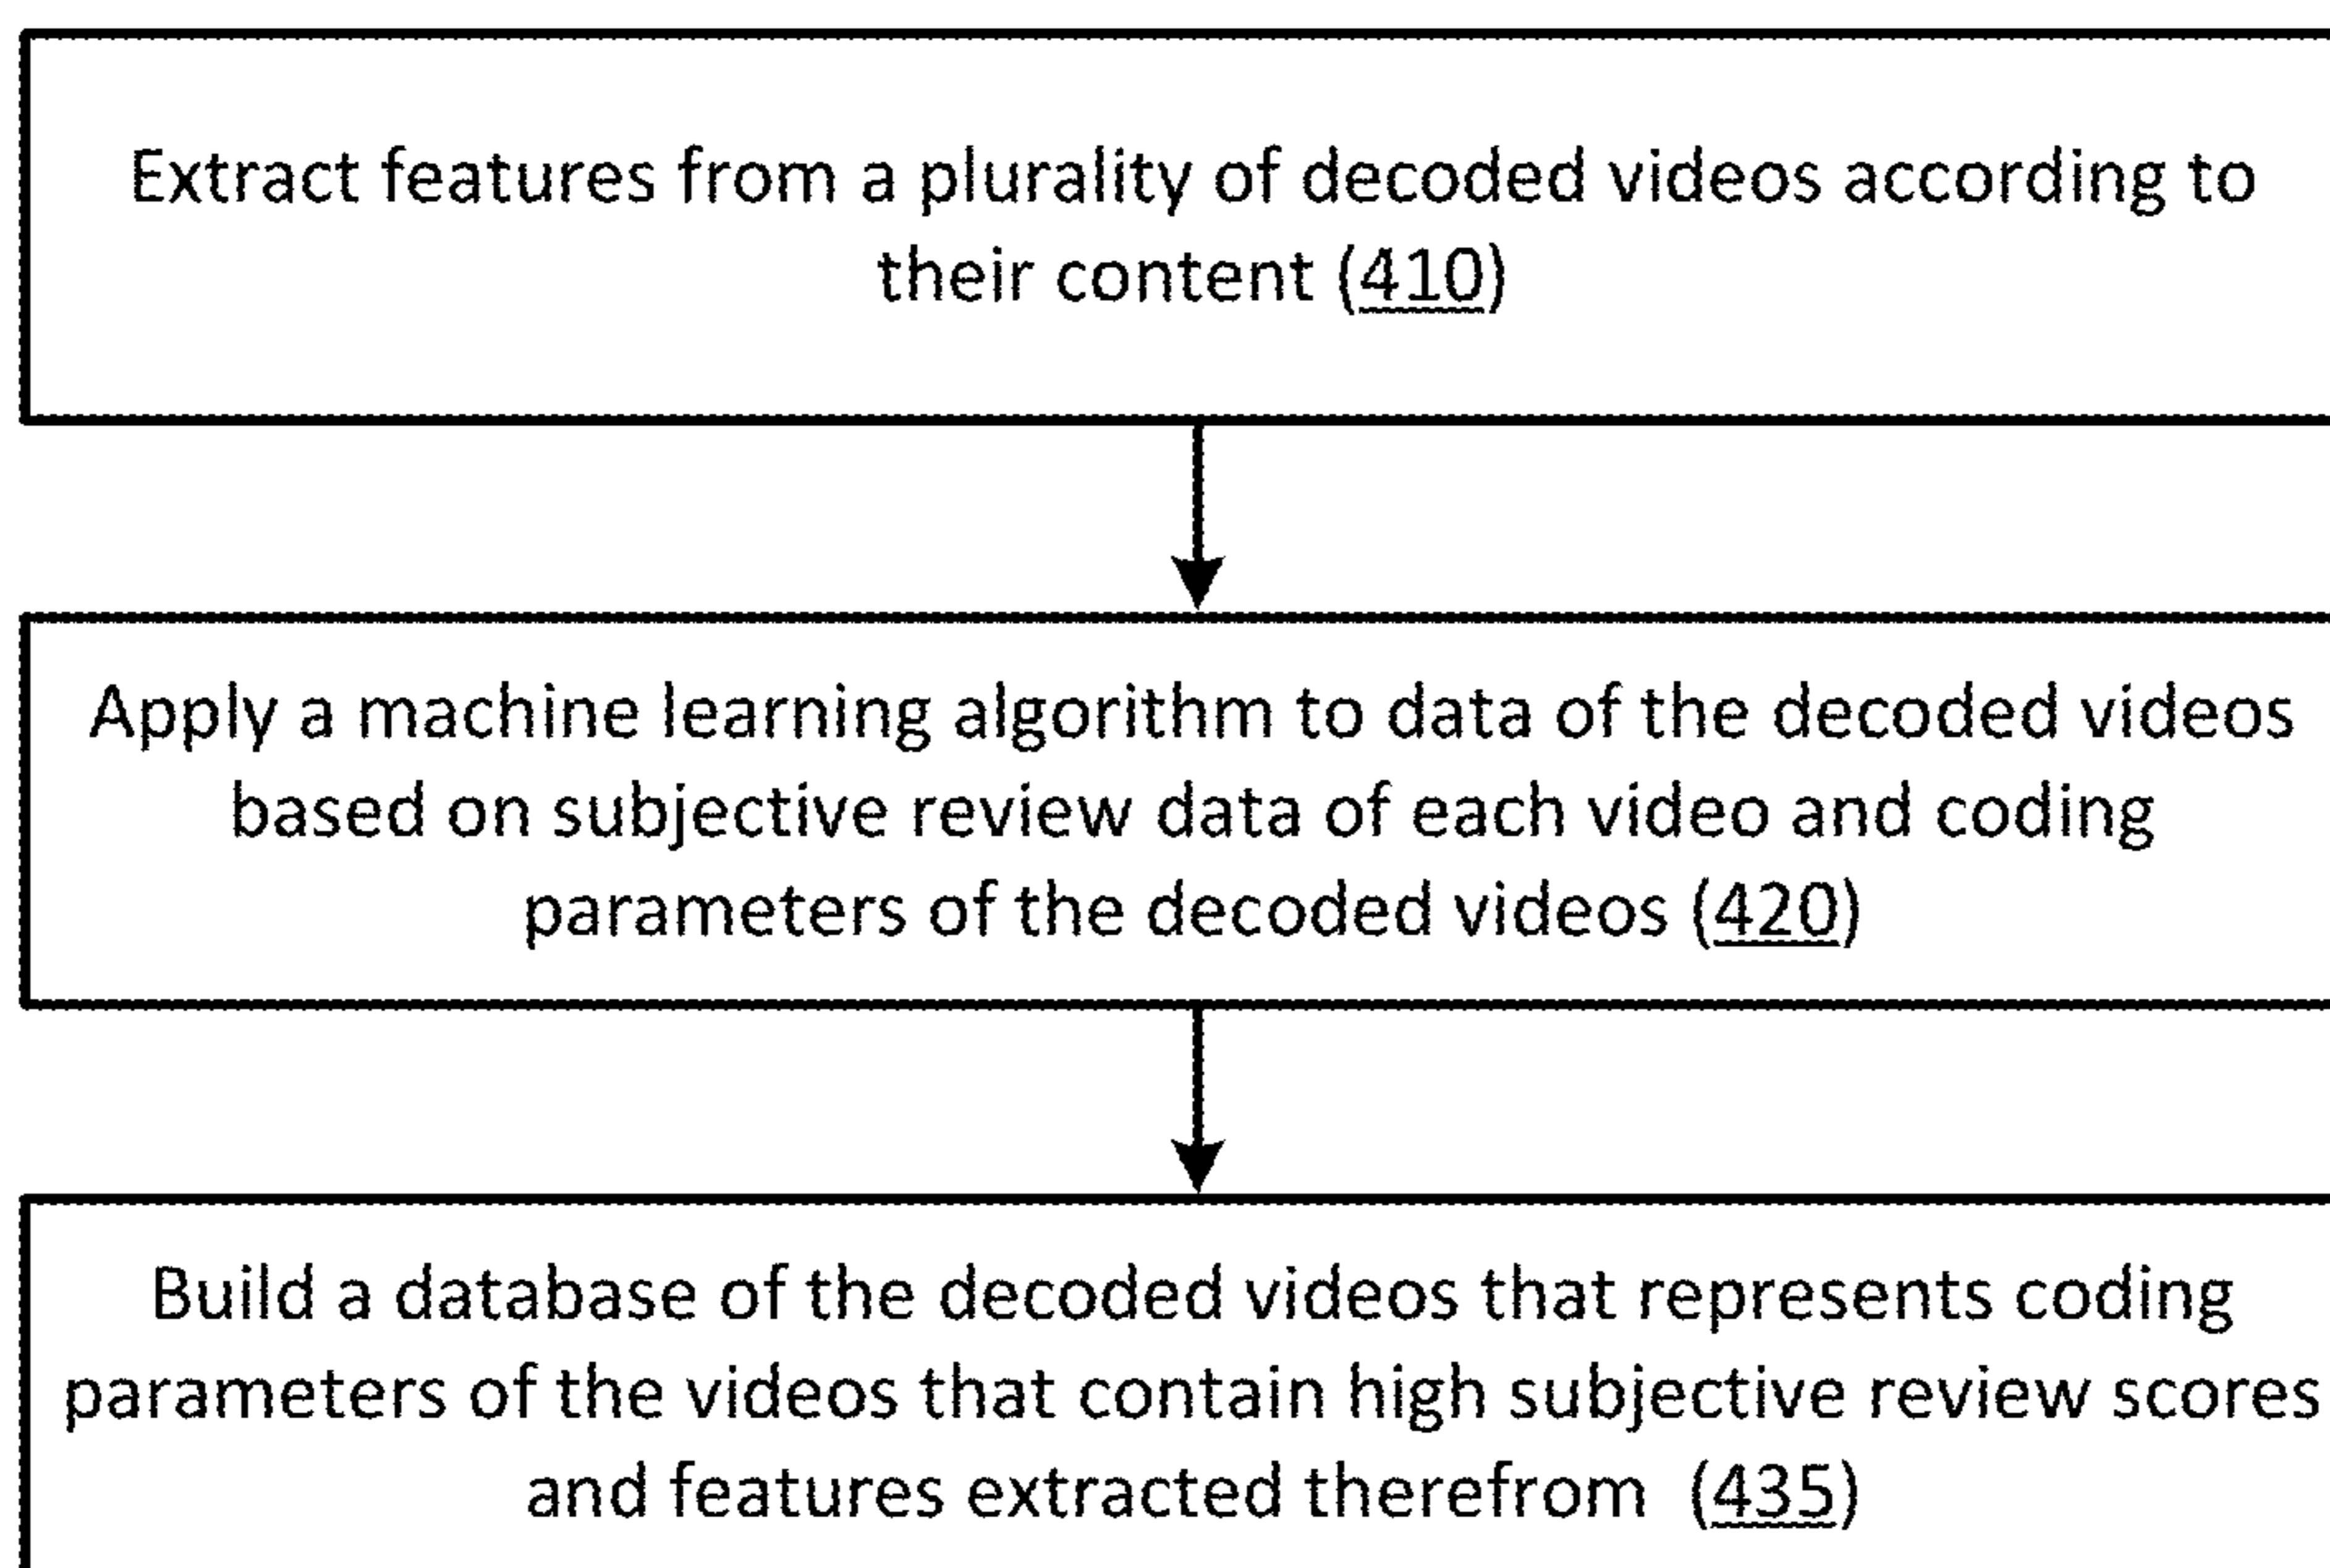 Extract features from a plurality of decoded videos according to
their content (410)
Apply a machine learning algorithm to data of the decoded videos
based on subjective review data of each video and coding
parameters of the decoded videos (420)
Build a database of the decoded videos that represents coding
parameters of the videos that contain high subjective review scores
and features extracted therefrom (435)